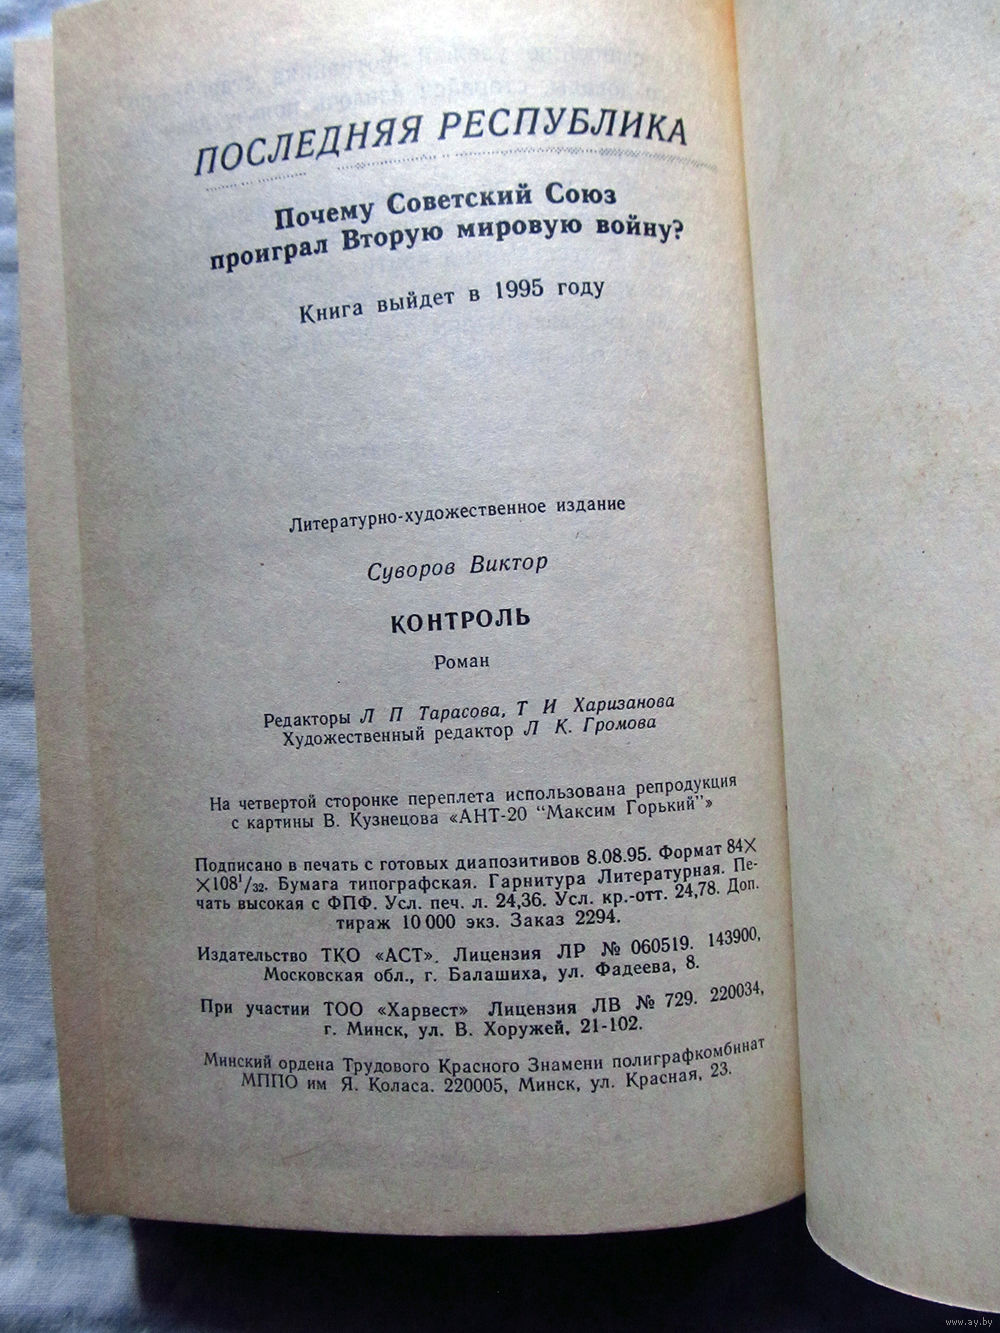 ПОСЛЕДНЯЯ РЕСПУБЛИКА
Почему Советский Союз
проиграл Вторую мировую войну?
Книга выйдет в 1995 году
Литературно-художественное издание
Суворов Виктор
КОНТРОЛЬ
Роман
Редакторы Л П Тарасова, Т И Харизанова
Художественный редактор Л К. Громова
На четвертой сторонке переплета использована репродукция
с картины В. Кузнецова «АНТ-20 "Максим Горький"»
Подписано в печать с готовых диапозитивов 8.08.95. Формат 84×
×108¹/₃₂. Бумага типографская. Гарнитура Литературная. Пе-
чать высокая с ФПФ. Усл. печ. л. 24,36. Усл. кр.-отт. 24,78. Доп.
тираж 10 000 экз. Заказ 2294.
Издательство ТКО «АСТ». Лицензия ЛР № 060519. 143900,
Московская обл., г. Балашиха, ул. Фадеева, 8.
При участии ТОО «Харвест» Лицензия ЛВ № 729. 220034,
г. Минск, ул. В. Хоружей, 21-102.
Минский ордена Трудового Красного Знамени полиграфкомбинат
МППО им Я. Коласа. 220005, Минск, ул. Красная, 23.
www.ay.by